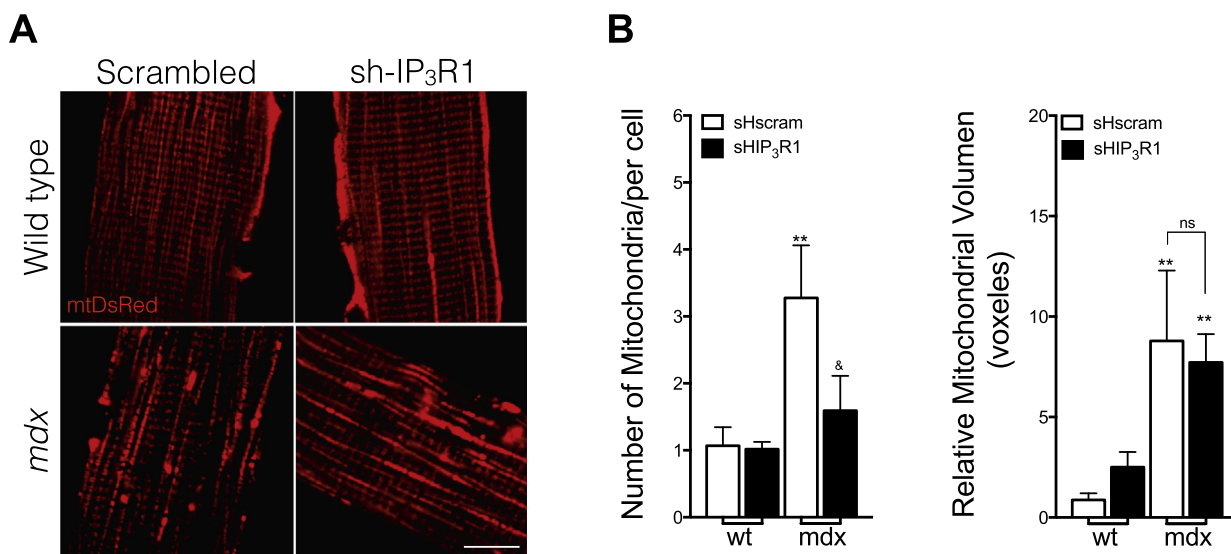 A
B
Scrambled
sh-IP₃R1
Wild type
mtDsRed
mdx
Number of Mitochondria/per cell
6
5
4
3
2
1
0
sHscram
sHIP₃R1
**
&
wt
mdx
Relative Mitochondrial Volumen
(voxeles)
20
15
10
5
0
sHscram
sHIP₃R1
ns
**
**
wt
mdx